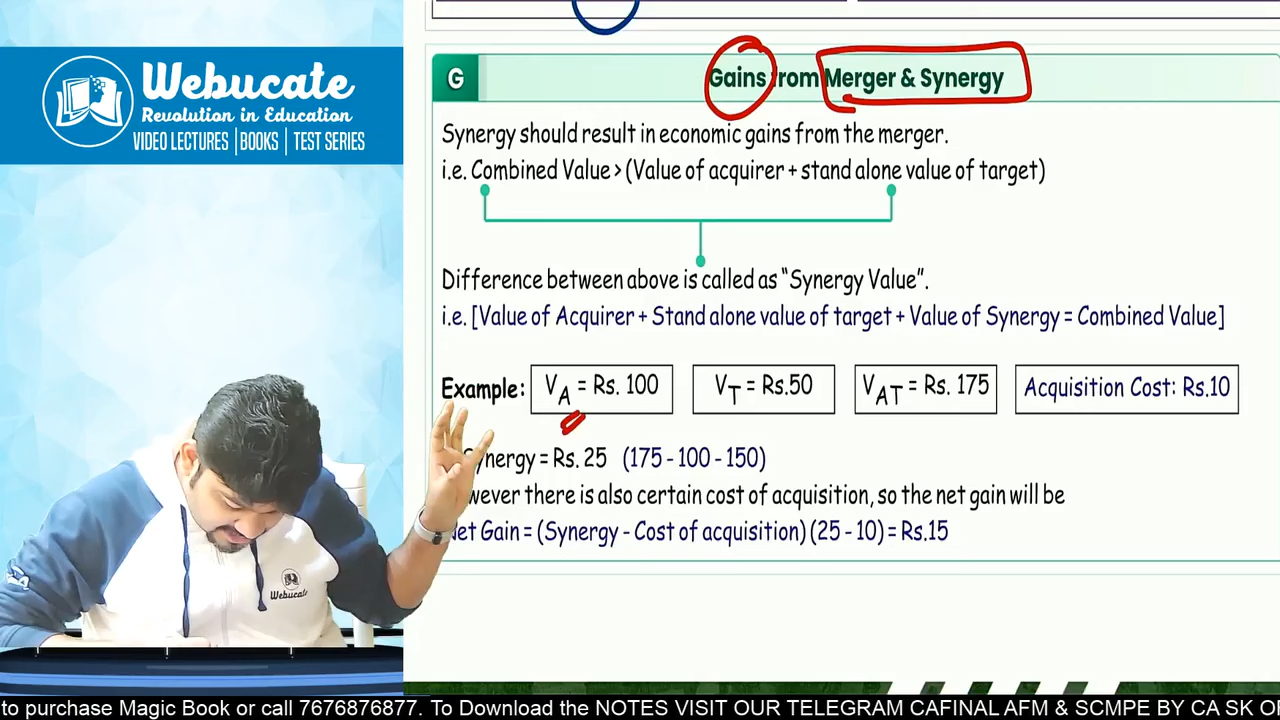 Webucate
Revolution in Education
VIDEO LECTURES | BOOKS | TEST SERIES
G
Gains from Merger & Synergy
Synergy should result in economic gains from the merger.
i.e. Combined Value > (Value of acquirer + stand alone value of target)
Difference between above is called as “Synergy Value”.
i.e. [Value of Acquirer + Stand alone value of target + Value of Synergy = Combined Value]
Example: VA = Rs. 100 VT = Rs.50 VAT = Rs. 175 Acquisition Cost: Rs.10
ynergy = Rs. 25 (175 - 100 - 150)
wever there is also certain cost of acquisition, so the net gain will be
et Gain = (Synergy - Cost of acquisition) (25 - 10) = Rs.15
Webucate
to purchase Magic Book or call 7676876877. To Download the NOTES VISIT OUR TELEGRAM CAFINAL AFM & SCMPE BY CA SK O